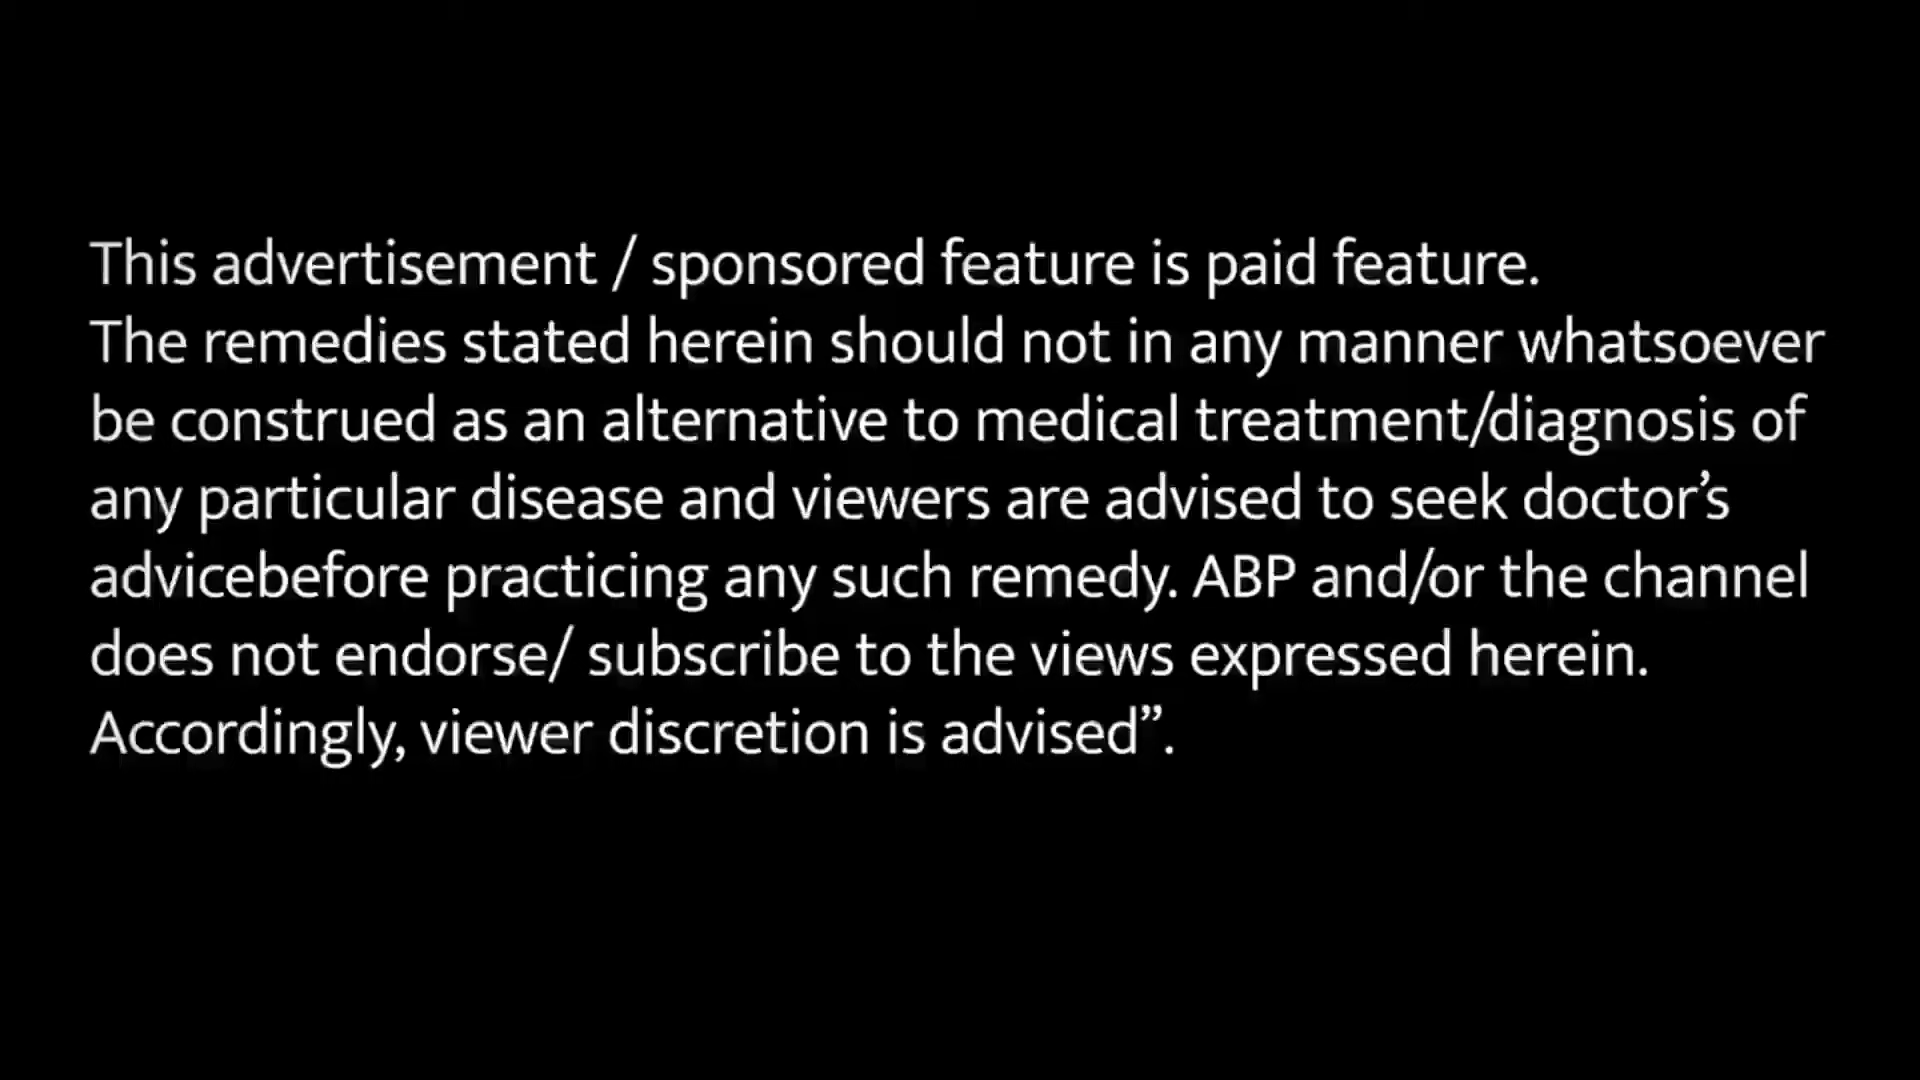 This advertisement / sponsored feature is paid feature.
The remedies stated herein should not in any manner whatsoever
be construed as an alternative to medical treatment/diagnosis of
any particular disease and viewers are advised to seek doctor’s
advicebefore practicing any such remedy. ABP and/or the channel
does not endorse/ subscribe to the views expressed herein.
Accordingly, viewer discretion is advised”.